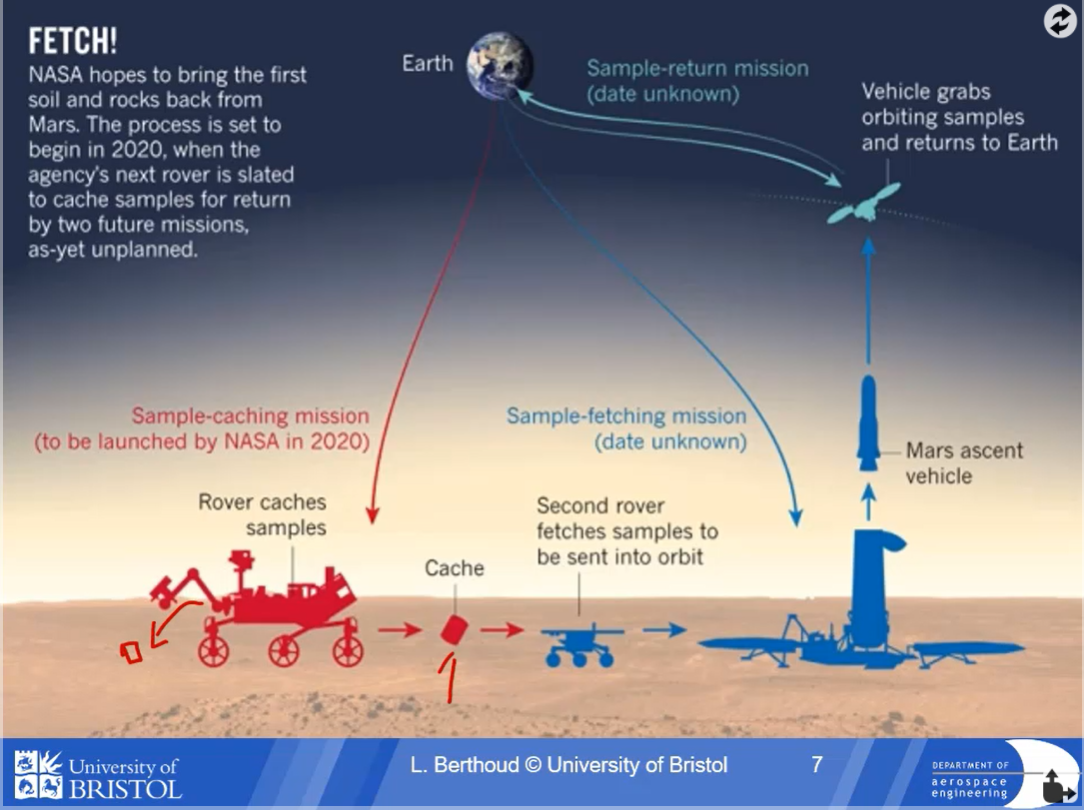 FETCH!
NASA hopes to bring the first
soil and rocks back from
Mars. The process is set to
begin in 2020, when the
agency's next rover is slated
to cache samples for return
by two future missions,
as-yet unplanned.
Earth
Sample-return mission
(date unknown)
Vehicle grabs
orbiting samples
and returns to Earth
Sample-caching mission
(to be launched by NASA in 2020)
Sample-fetching mission
(date unknown)
Mars ascent
vehicle
Rover caches
samples
Cache
Second rover
fetches samples to
be sent into orbit
University of
BRISTOL
L. Berthoud © University of Bristol
7
DEPARTMENT OF
aerospace
engineering